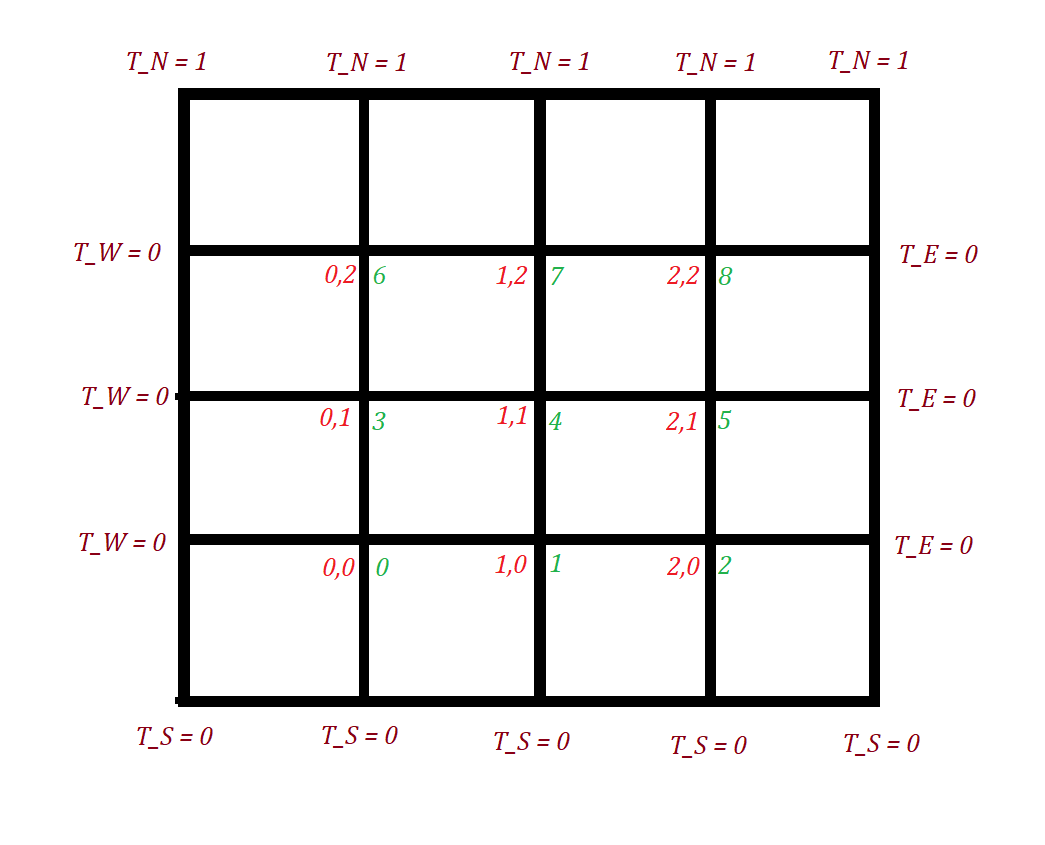 T_N = 1 T_N = 1 T_N = 1 T_N = 1 T_N = 1
T_W = 0 T_E = 0
0,2 6 1,2 7 2,2 8
T_W = 0 T_E = 0
0,1 3 1,1 4 2,1 5
T_W = 0 T_E = 0
0,0 0 1,0 1 2,0 2
T_S = 0 T_S = 0 T_S = 0 T_S = 0 T_S = 0